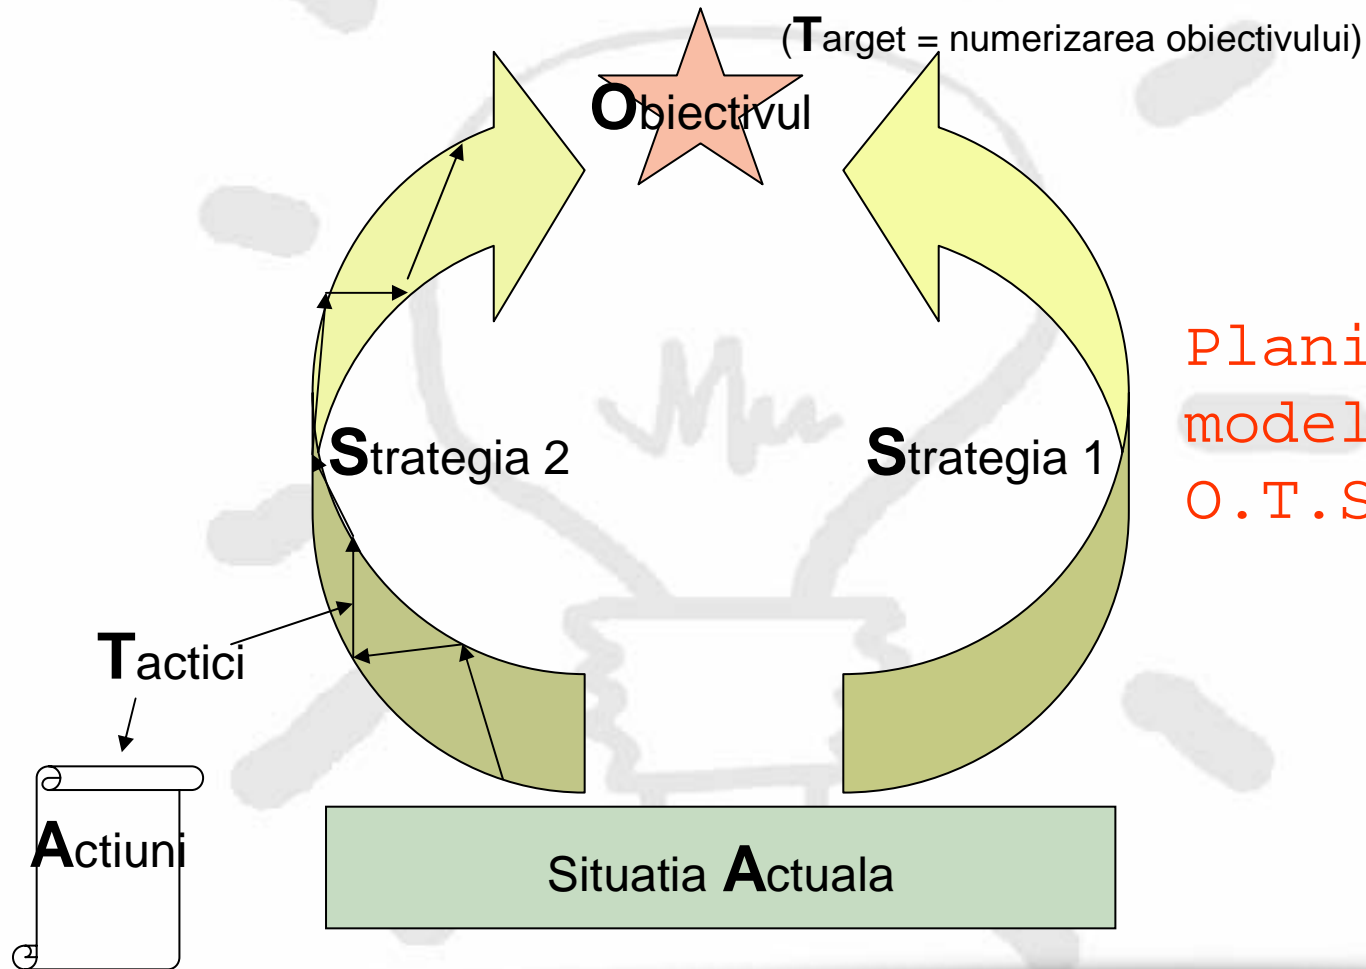 (Target = numerizarea obiectivului)
Obiectivul
Strategia 2
Strategia 1
Plani
model
O.T.S
Tactici
Actiuni
Situatia Actuala